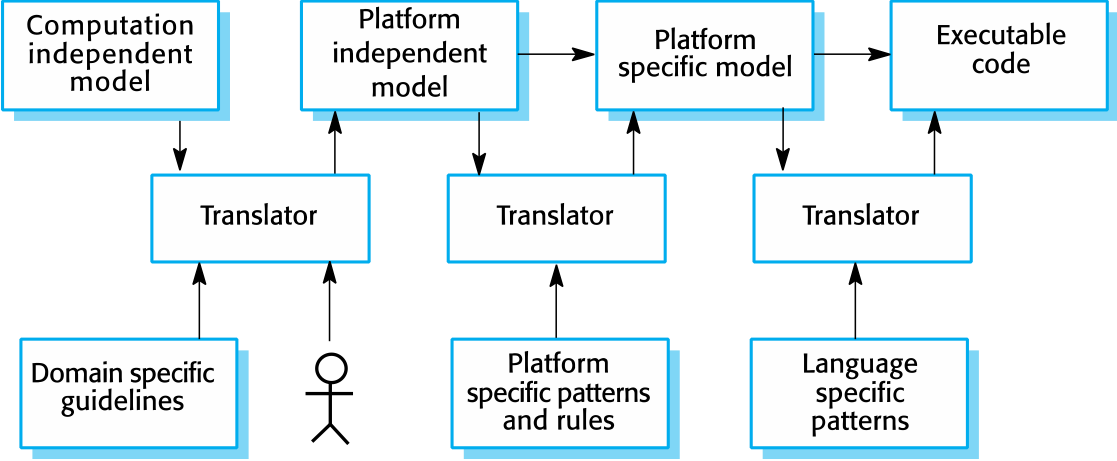 Computation
independent
model
Platform
independent
model
Platform
specific model
Executable
code
Translator
Translator
Translator
Domain specific
guidelines
Platform
specific patterns
and rules
Language
specific
patterns